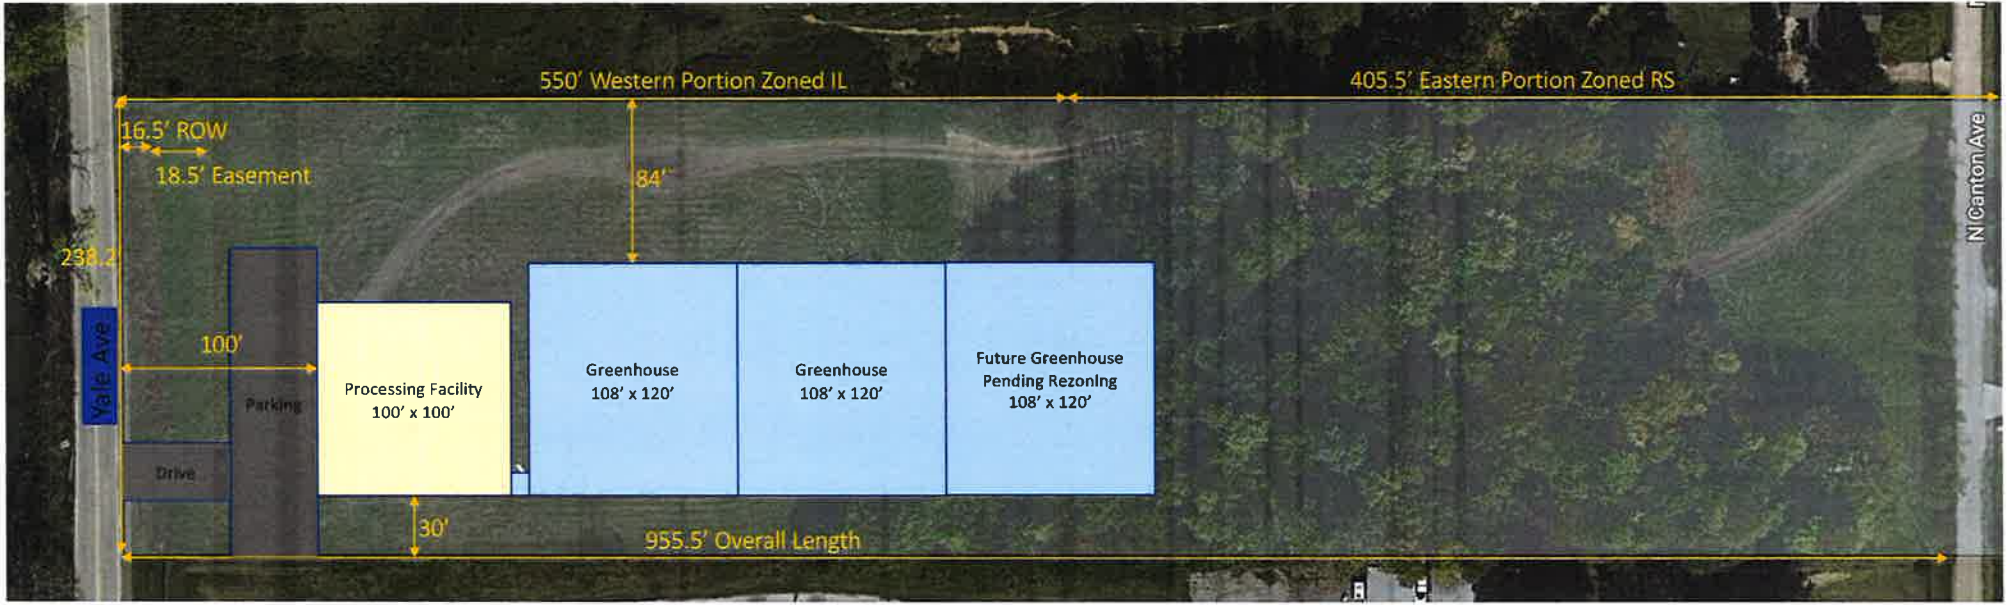 550' Western Portion Zoned IL
405.5' Eastern Portion Zoned RS
16.5' ROW
18.5' Easement
84'
238.2
N Canton Ave
Yale Ave
100'
Parking
Drive
Processing Facility
100' x 100'
Greenhouse
108' x 120'
Greenhouse
108' x 120'
Future Greenhouse
Pending Rezoning
108' x 120'
30'
955.5' Overall Length